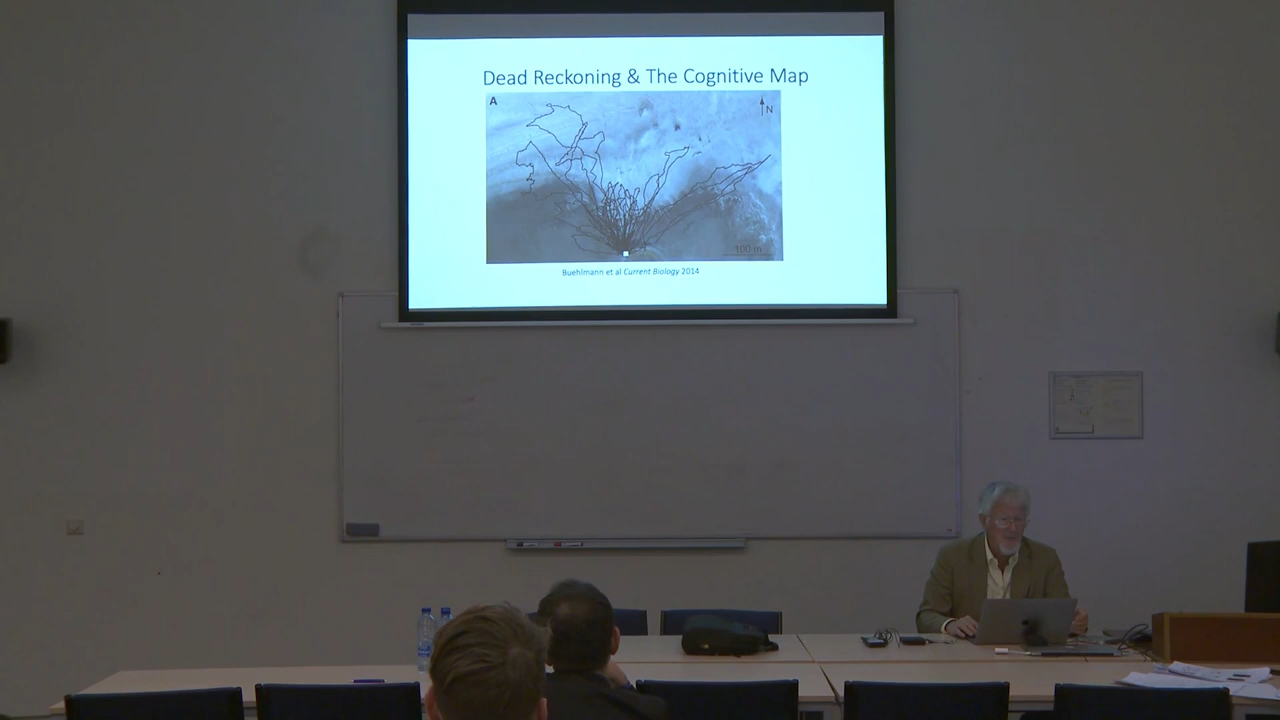 Dead Reckoning & The Cognitive Map
A
N
100 m
Buehlmann et al Current Biology 2014